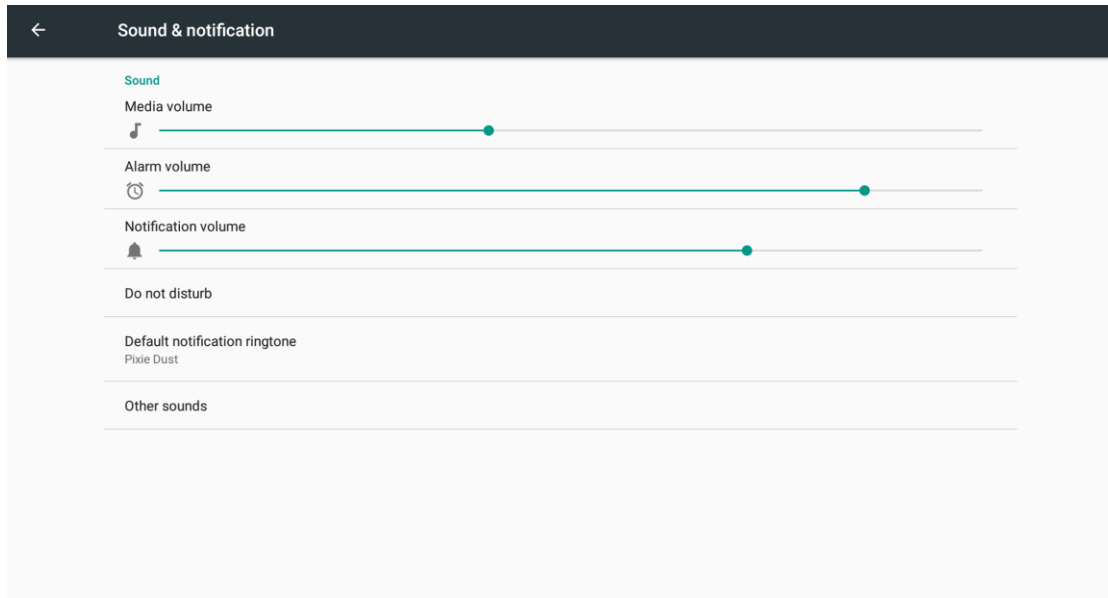 Sound & notification
Sound
Media volume
Alarm volume
Notification volume
Do not disturb
Default notification ringtone
Pixie Dust
Other sounds